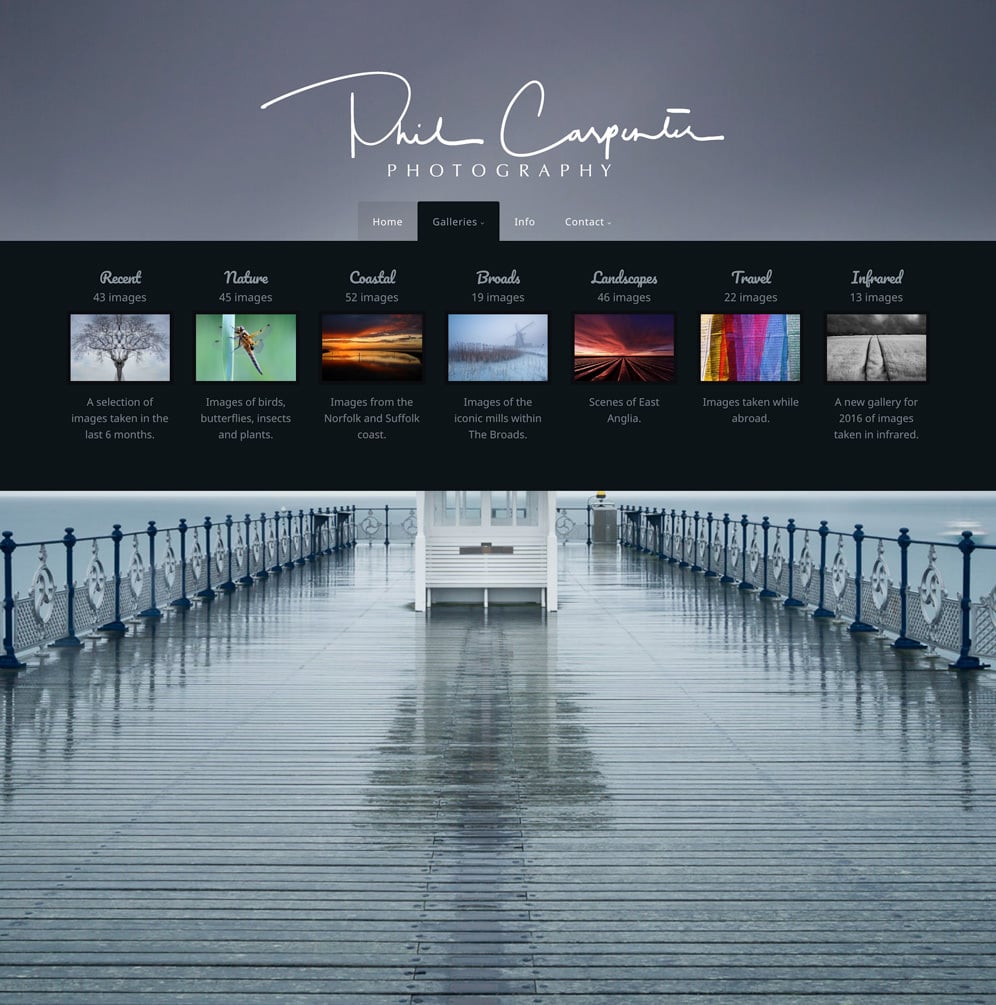 Phil Carpenter
PHOTOGRAPHY
Home Galleries Info Contact
Recent
43 images
A selection of
images taken in the
last 6 months.
Nature
45 images
Images of birds,
butterflies, insects
and plants.
Coastal
52 images
Images from the
Norfolk and Suffolk
coast.
Broads
19 images
Images of the
iconic mills within
The Broads.
Landscapes
46 images
Scenes of East
Anglia.
Travel
22 images
Images taken while
abroad.
Infrared
13 images
A new gallery for
2016 of images
taken in infrared.